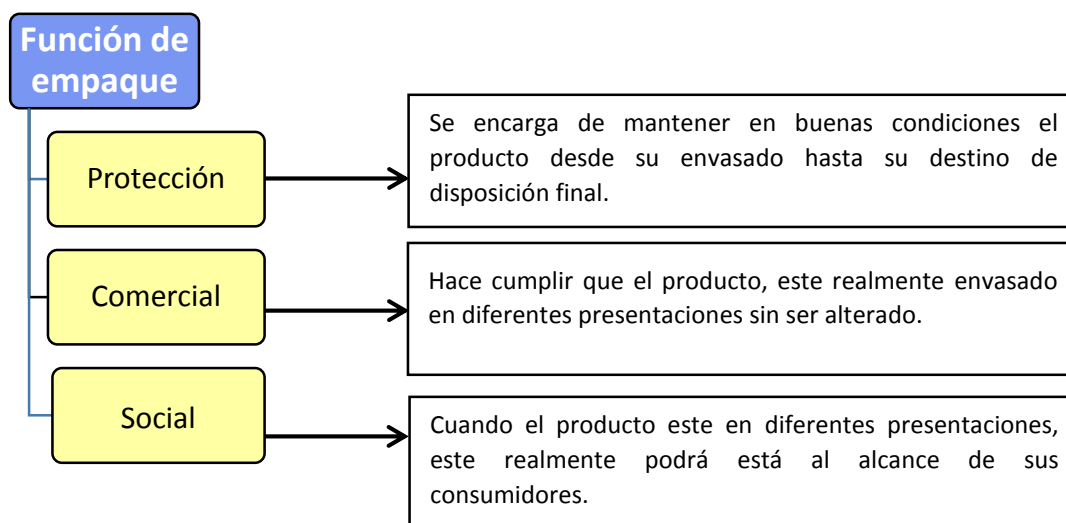 Función de
empaque
Protección
Se encarga de mantener en buenas condiciones el
producto desde su envasado hasta su destino de
disposición final.
Comercial
Hace cumplir que el producto, este realmente envasado
en diferentes presentaciones sin ser alterado.
Social
Cuando el producto este en diferentes presentaciones,
este realmente podrá está al alcance de sus
consumidores.